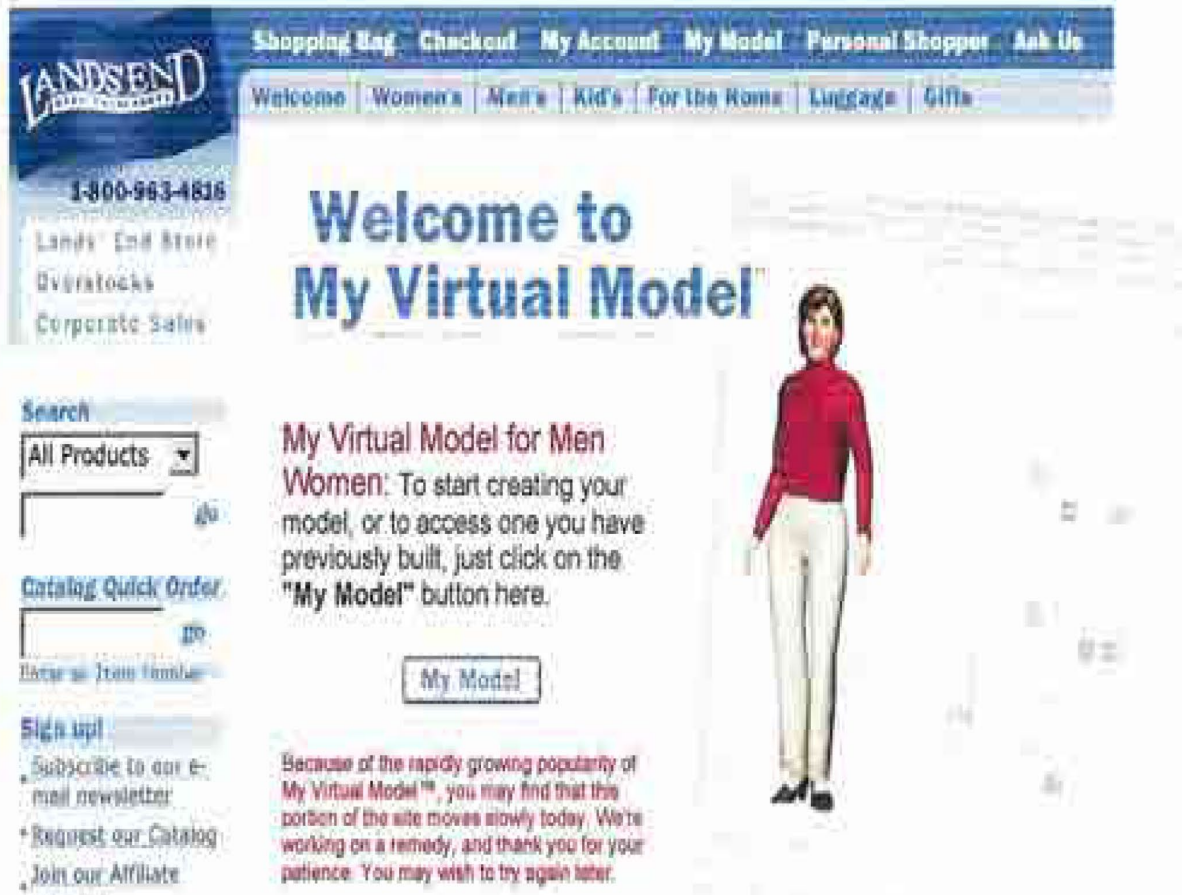 LANDS' END
Shopping Bag Checkout My Account My Model Personal Shopper Ask Us
Welcome | Women's | Men's | Kid's | For the Home | Luggage | Gifts
1-800-963-4816
Lands' End Store
Overstocks
Corporate Sales
Welcome to
My Virtual Model
Search
All Products
go
Catalog Quick Order
go
Enter an Item Number
Sign up!
Subscribe to our e-
mail newsletter
Request our Catalog
Join our Affiliate
My Virtual Model for Men
Women: To start creating your
model, or to access one you have
previously built, just click on the
"My Model" button here.
My Model
Because of the rapidly growing popularity of
My Virtual Model™, you may find that this
portion of the site moves slowly today. We're
working on a remedy, and thank you for your
patience. You may wish to try again later.